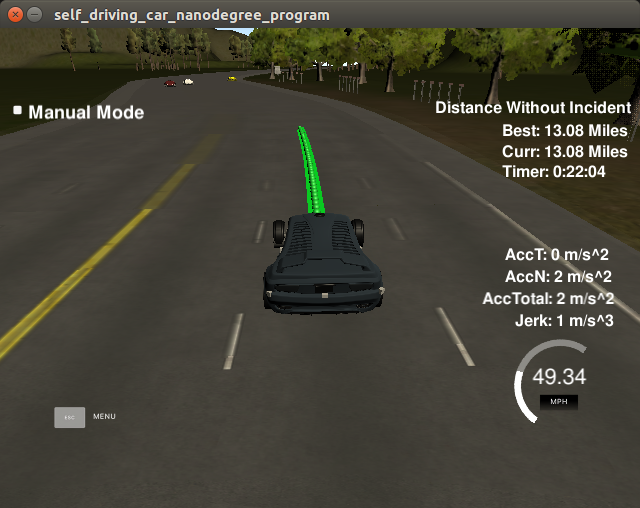 self_driving_car_nanodegree_program
Manual Mode
Distance Without Incident
Best: 13.08 Miles
Curr: 13.08 Miles
Timer: 0:22:04
AccT: 0 m/s^2
AccN: 2 m/s^2
AccTotal: 2 m/s^2
Jerk: 1 m/s^3
49.34
MPH
ESC MENU